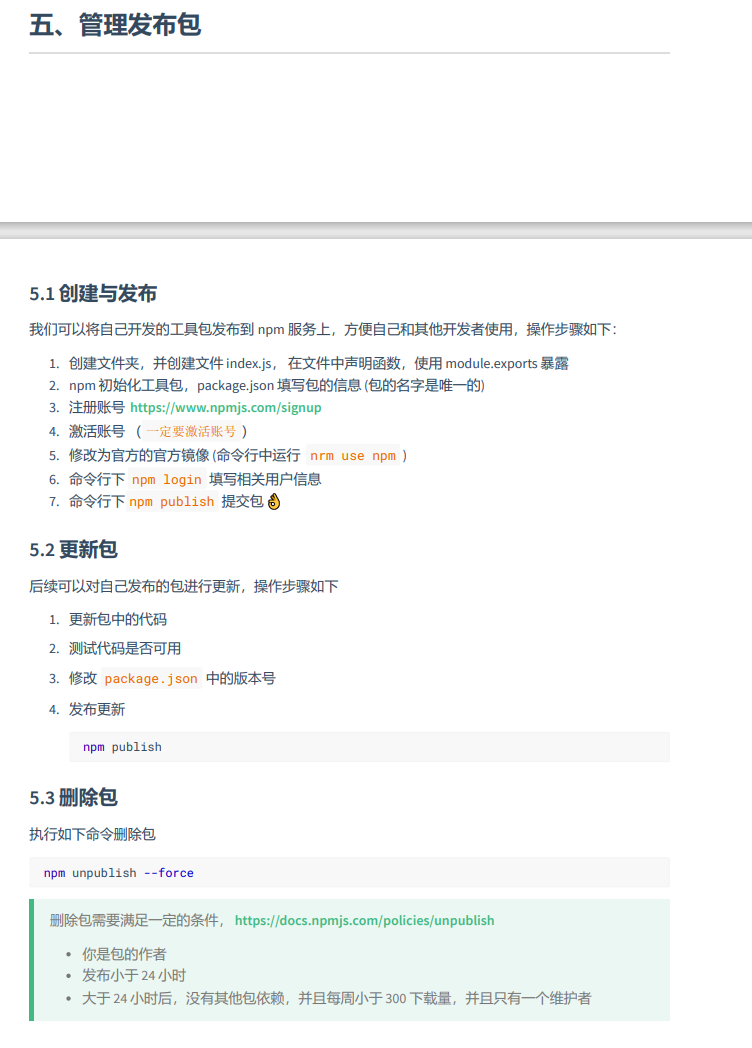 五、管理发布包
5.1 创建与发布
我们可以将自己开发的工具包发布到 npm 服务上，方便自己和其他开发者使用，操作步骤如下：
1. 创建文件夹，并创建文件 index.js， 在文件中声明函数，使用 module.exports 暴露
2. npm 初始化工具包，package.json 填写包的信息 (包的名字是唯一的)
3. 注册账号 https://www.npmjs.com/signup
4. 激活账号 （ 一定要激活账号 ）
5. 修改为官方的官方镜像 (命令行中运行 nrm use npm )
6. 命令行下 npm login 填写相关用户信息
7. 命令行下 npm publish 提交包 👌
5.2 更新包
后续可以对自己发布的包进行更新，操作步骤如下
1. 更新包中的代码
2. 测试代码是否可用
3. 修改 package.json 中的版本号
4. 发布更新
npm publish
5.3 删除包
执行如下命令删除包
npm unpublish --force
删除包需要满足一定的条件， https://docs.npmjs.com/policies/unpublish
• 你是包的作者
• 发布小于 24 小时
• 大于 24 小时后，没有其他包依赖，并且每周小于 300 下载量，并且只有一个维护者